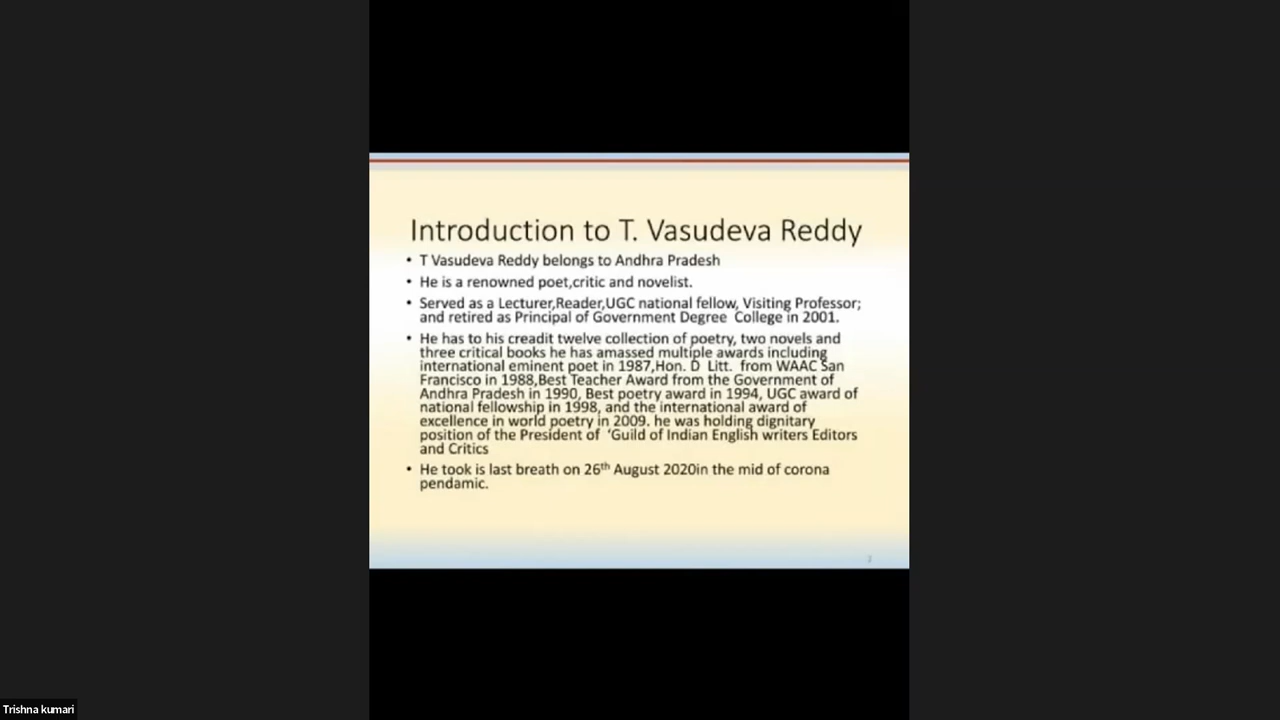 Introduction to T. Vasudeva Reddy
• T Vasudeva Reddy belongs to Andhra Pradesh
• He is a renowned poet,critic and novelist.
• Served as a Lecturer,Reader,UGC national fellow, Visiting Professor;
and retired as Principal of Government Degree College in 2001.
• He has to his creadit twelve collection of poetry, two novels and
three critical books he has amassed multiple awards including
international eminent poet in 1987,Hon. D Litt. from WAAC San
Francisco in 1988,Best Teacher Award from the Government of
Andhra Pradesh in 1990, Best poetry award in 1994, UGC award of
national fellowship in 1998, and the international award of
excellence in world poetry in 2009. he was holding dignitary
position of the President of ‘Guild of Indian English writers Editors
and Critics
• He took is last breath on 26th August 2020in the mid of corona
pendamic.
Trishna kumari